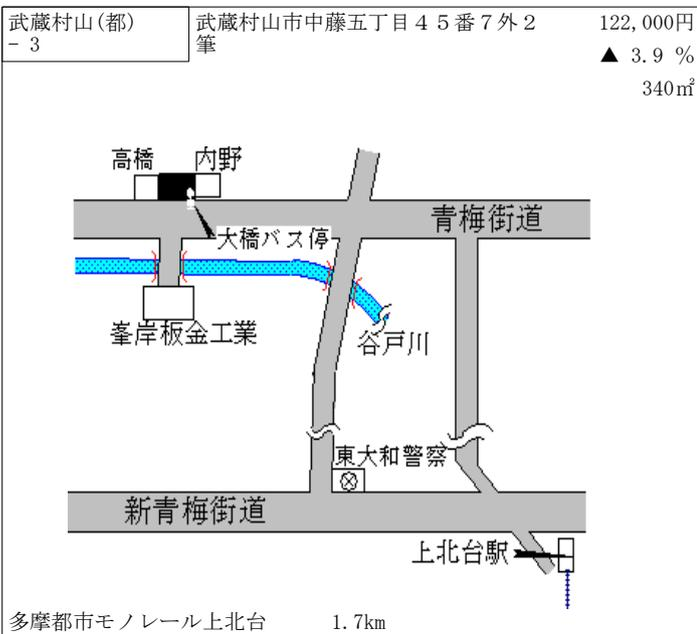 武蔵村山(都)
－３
武蔵村山市中藤五丁目４５番７外２
筆
122,000円
▲ 3.9 %
340㎡
高橋
内野
青梅街道
大橋バス停
峯岸板金工業
谷戸川
東大和警察
新青梅街道
上北台駅
多摩都市モノレール上北台 1.7km